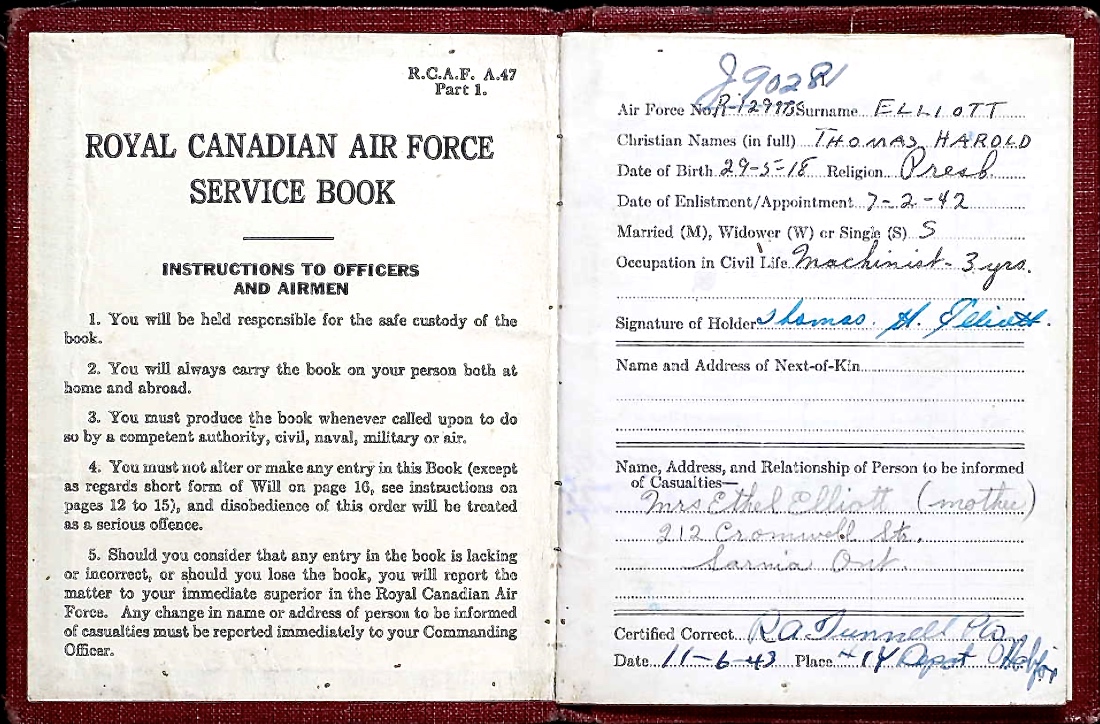 R.C.A.F. A.47
Part 1.
ROYAL CANADIAN AIR FORCE
SERVICE BOOK
INSTRUCTIONS TO OFFICERS
AND AIRMEN
1. You will be held responsible for the safe custody of the
book.
2. You will always carry the book on your person both at
home and abroad.
3. You must produce the book whenever called upon to do
so by a competent authority, civil, naval, military or air.
4. You must not alter or make any entry in this Book (except
as regards short form of Will on page 16, see instructions on
pages 12 to 15), and disobedience of this order will be treated
as a serious offence.
5. Should you consider that any entry in the book is lacking
or incorrect, or should you lose the book, you will report the
matter to your immediate superior in the Royal Canadian Air
Force. Any change in name or address of person to be informed
of casualties must be reported immediately to your Commanding
Officer.
J90281
Air Force No. Surname ELLIOTT
Christian Names (in full) THOMAS HAROLD
Date of Birth 29-5-18 Religion Presb.
Date of Enlistment/Appointment 7-2-42
Married (M), Widower (W) or Single (S) S
Occupation in Civil Life Machinist - 3 yrs.
Signature of Holder Thomas. H. Elliott.
Name and Address of Next-of-Kin
Name, Address, and Relationship of Person to be informed
of Casualties—
Mrs Ethel Elliott (mother)
212 Cromwell St.
Sarnia Ont.
Certified Correct R A Tunnell
Date 11-6-43 Place Depot